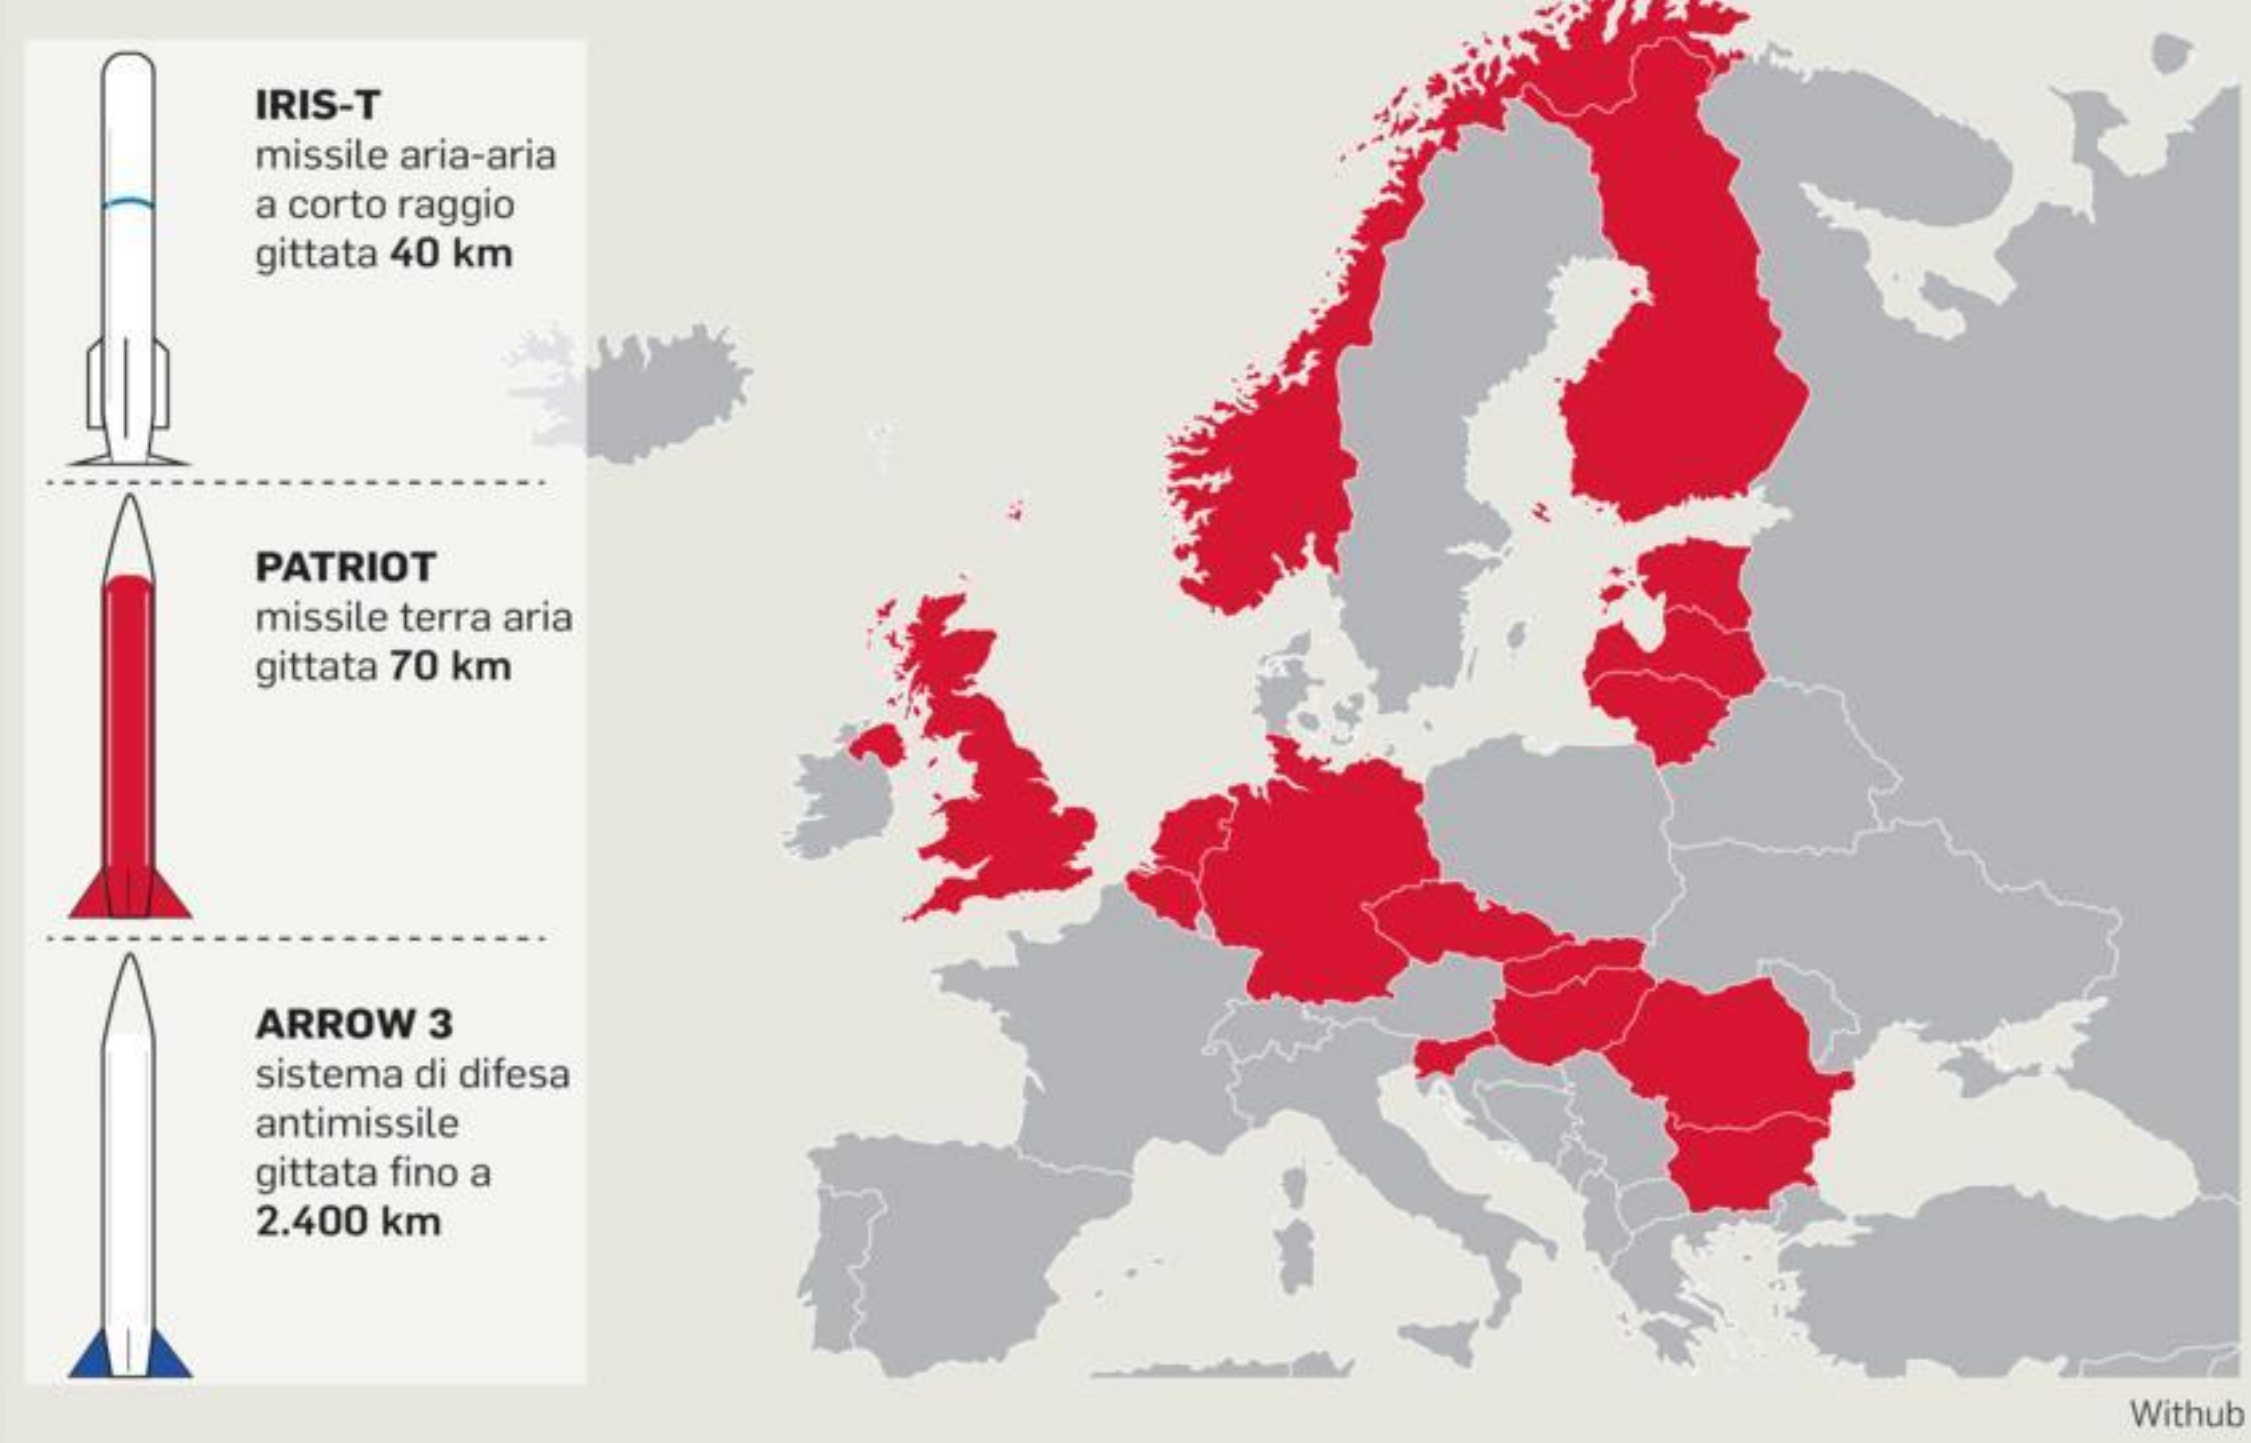 IRIS-T
missile aria-aria
a corto raggio
gittata 40 km
PATRIOT
missile terra aria
gittata 70 km
ARROW 3
sistema di difesa
antimissile
gittata fino a
2.400 km
Withub